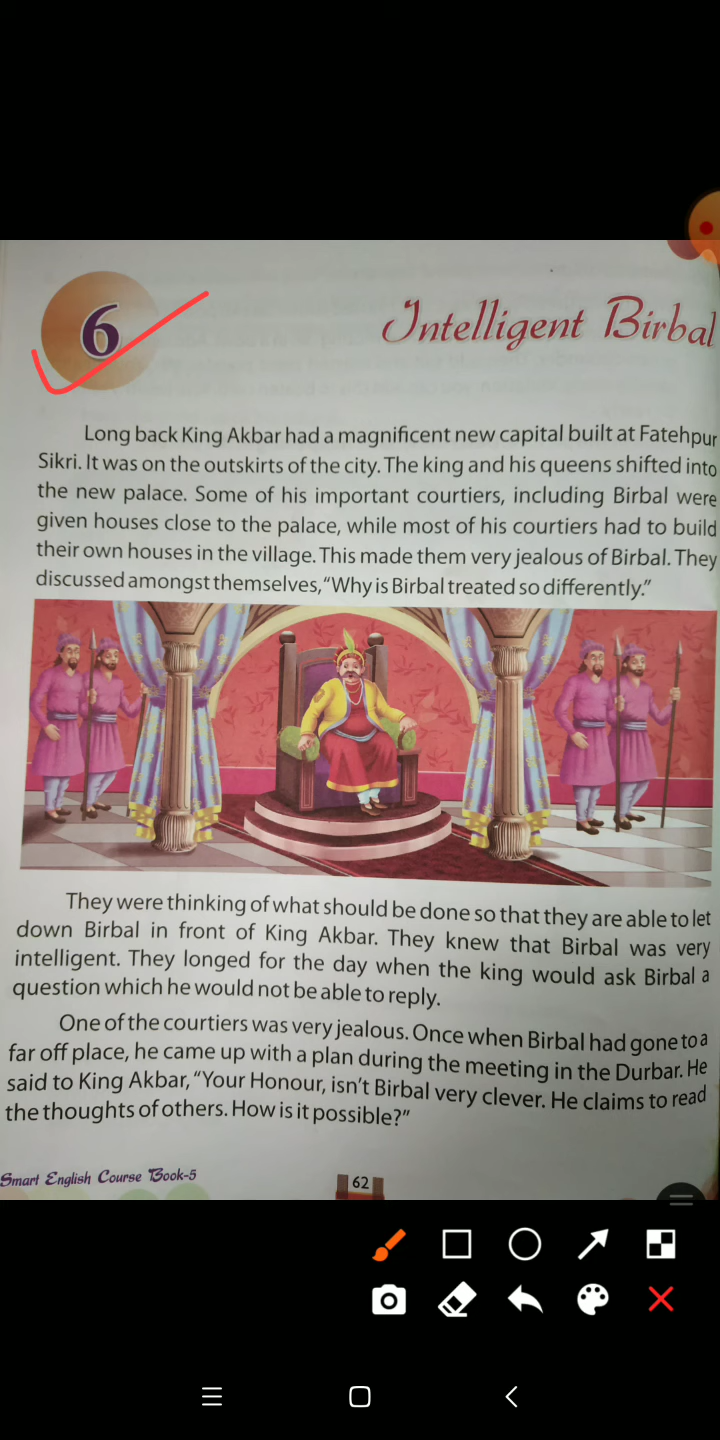 6
Intelligent Birbal
Long back King Akbar had a magnificent new capital built at Fatehpur
Sikri. It was on the outskirts of the city. The king and his queens shifted into
the new palace. Some of his important courtiers, including Birbal were
given houses close to the palace, while most of his courtiers had to build
their own houses in the village. This made them very jealous of Birbal. They
discussed amongst themselves, “Why is Birbal treated so differently.”
They were thinking of what should be done so that they are able to let
down Birbal in front of King Akbar. They knew that Birbal was very
intelligent. They longed for the day when the king would ask Birbal a
question which he would not be able to reply.
One of the courtiers was very jealous. Once when Birbal had gone to a
far off place, he came up with a plan during the meeting in the Durbar. He
said to King Akbar, “Your Honour, isn’t Birbal very clever. He claims to read
the thoughts of others. How is it possible?”
Smart English Course Book-5
62